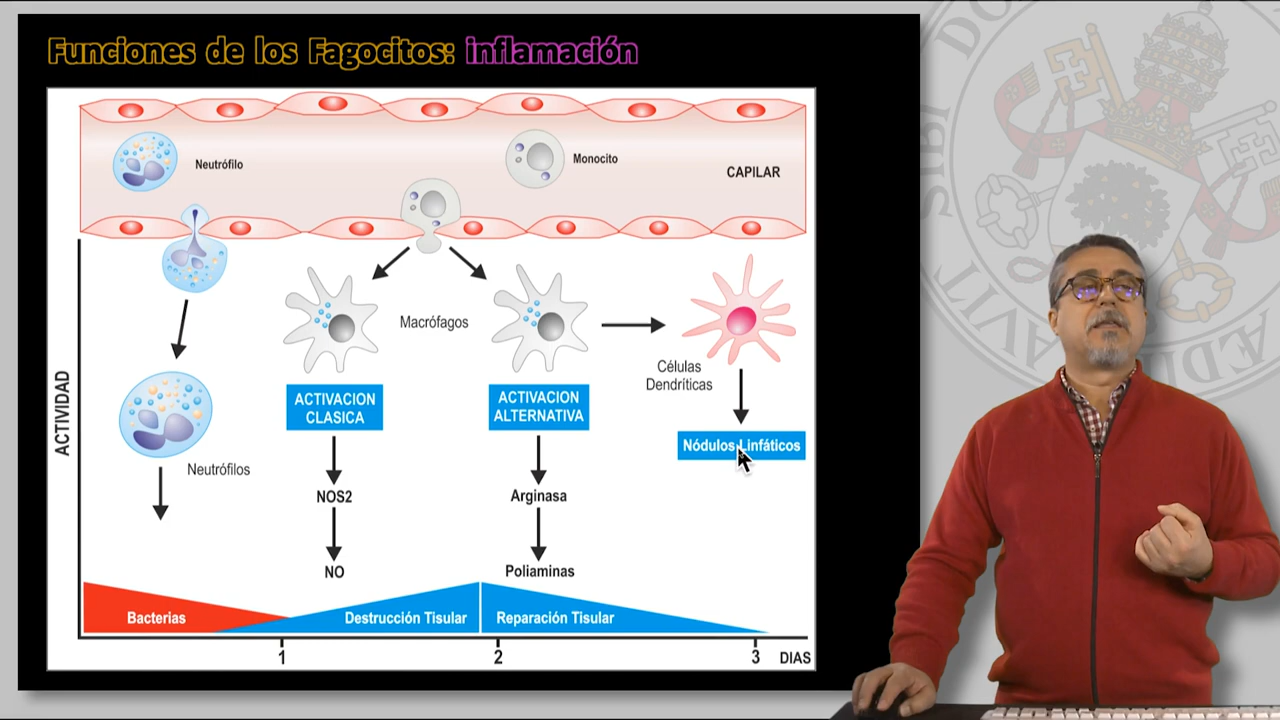 Funciones de los Fagocitos: inflamación
Neutrófilo
Monocito
CAPILAR
Macrófagos
Células
Dendríticas
ACTIVACION
CLASICA
ACTIVACION
ALTERNATIVA
Nódulos Linfáticos
Neutrófilos
NOS2
Arginasa
NO
Poliaminas
ACTIVIDAD
Bacterias
Destrucción Tisular
Reparación Tisular
1
2
3
DIAS